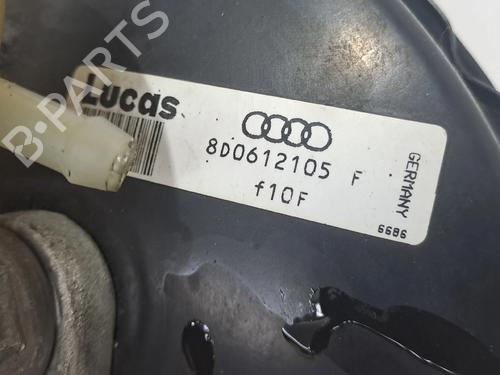 B-PARTS
Lucas
8D0612105 F
f10F
GERMANY
6686